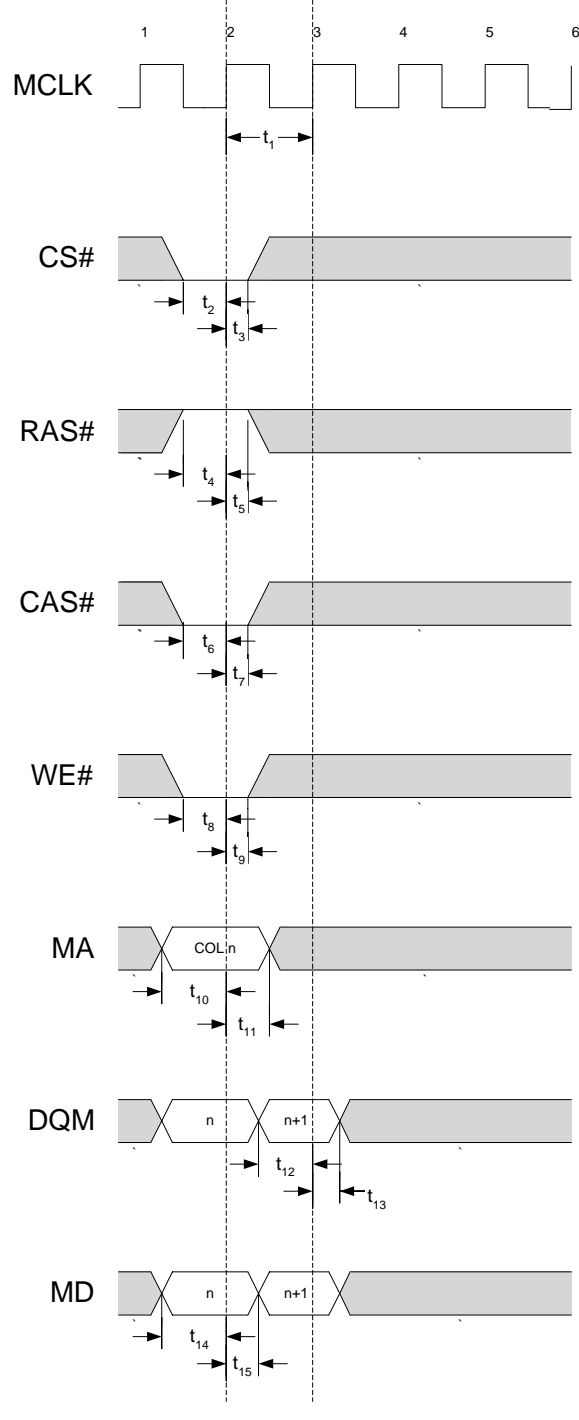 1 2 3 4 5 6
MCLK
t1
CS#
t2
t3
RAS#
t4
t5
CAS#
t6
t7
WE#
t8
t9
MA
COL n
t10
t11
DQM
n n+1
t12
t13
MD
n n+1
t14
t15